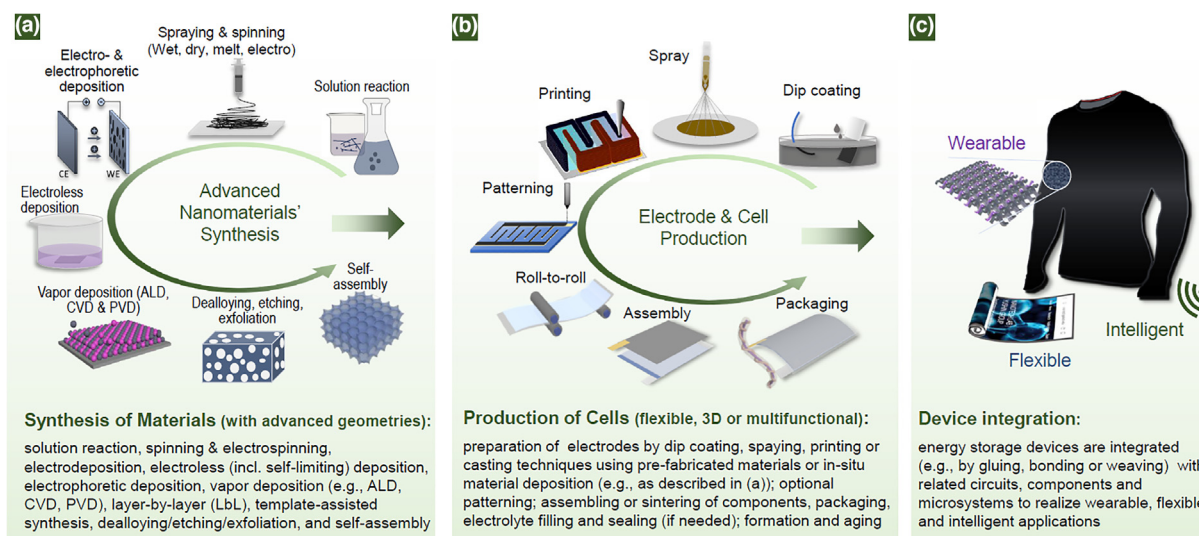 (a)
Electro- &
electrophoretic
deposition
CE
WE
Spraying & spinning
(Wet, dry, melt, electro)
Solution reaction
Electroless
deposition
Advanced
Nanomaterials'
Synthesis
Vapor deposition (ALD,
CVD & PVD)
Dealloying, etching,
exfoliation
Self-
assembly
Synthesis of Materials (with advanced geometries):
solution reaction, spinning & electrospinning,
electrodeposition, electroless (incl. self-limiting) deposition,
electrophoretic deposition, vapor deposition (e.g., ALD,
CVD, PVD), layer-by-layer (LbL), template-assisted
synthesis, dealloying/etching/exfoliation, and self-assembly
(b)
Printing
Spray
Dip coating
Patterning
Electrode & Cell
Production
Roll-to-roll
Assembly
Packaging
Production of Cells (flexible, 3D or multifunctional):
preparation of electrodes by dip coating, spaying, printing or
casting techniques using pre-fabricated materials or in-situ
material deposition (e.g., as described in (a)); optional
patterning; assembling or sintering of components, packaging,
electrolyte filling and sealing (if needed); formation and aging
(c)
Wearable
Intelligent
Flexible
Device integration:
energy storage devices are integrated
(e.g., by gluing, bonding or weaving) with
related circuits, components and
microsystems to realize wearable, flexible
and intelligent applications